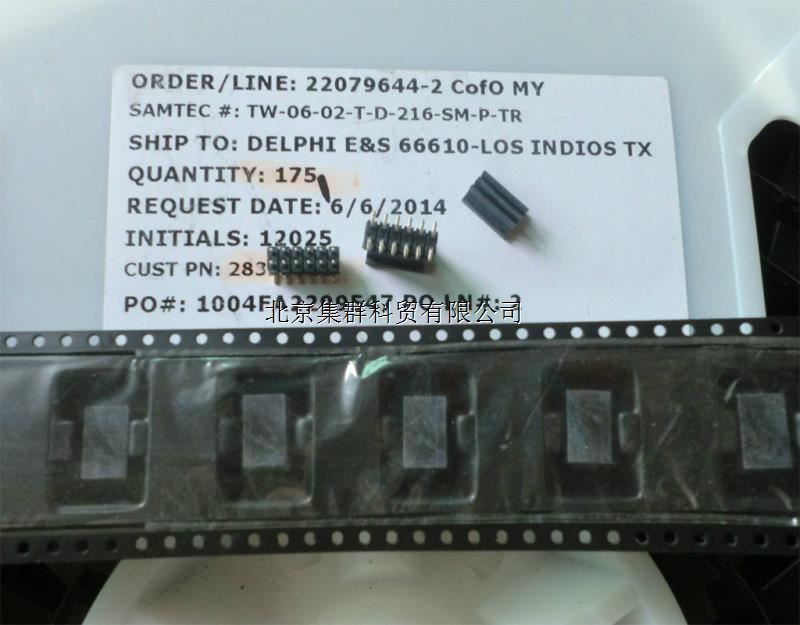 ORDER/LINE: 22079644-2 CofO MY
SAMTEC #: TW-06-02-T-D-216-SM-P-TR
SHIP TO: DELPHI E&S 66610-LOS INDIOS TX
QUANTITY: 175
REQUEST DATE: 6/6/2014
INITIALS: 12025
CUST PN: 283
PO#: LN#:
北京集群科贸有限公司